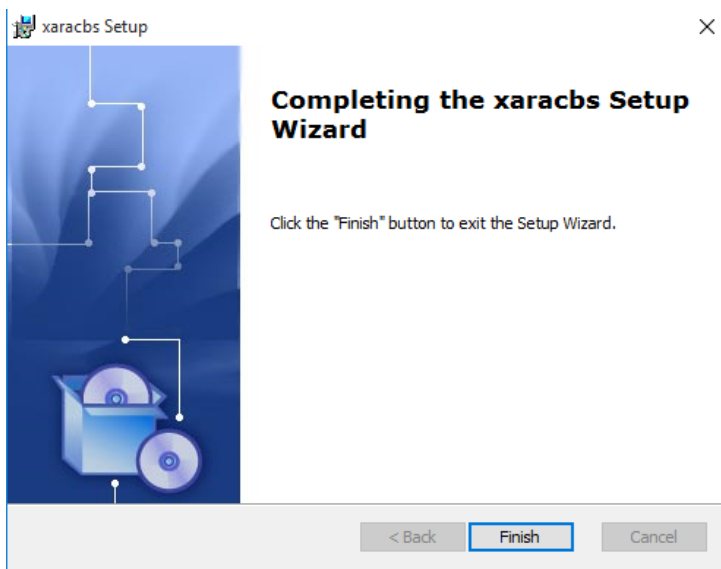 xaracbs Setup
Completing the xaracbs Setup
Wizard
Click the "Finish" button to exit the Setup Wizard.
< Back
Finish
Cancel